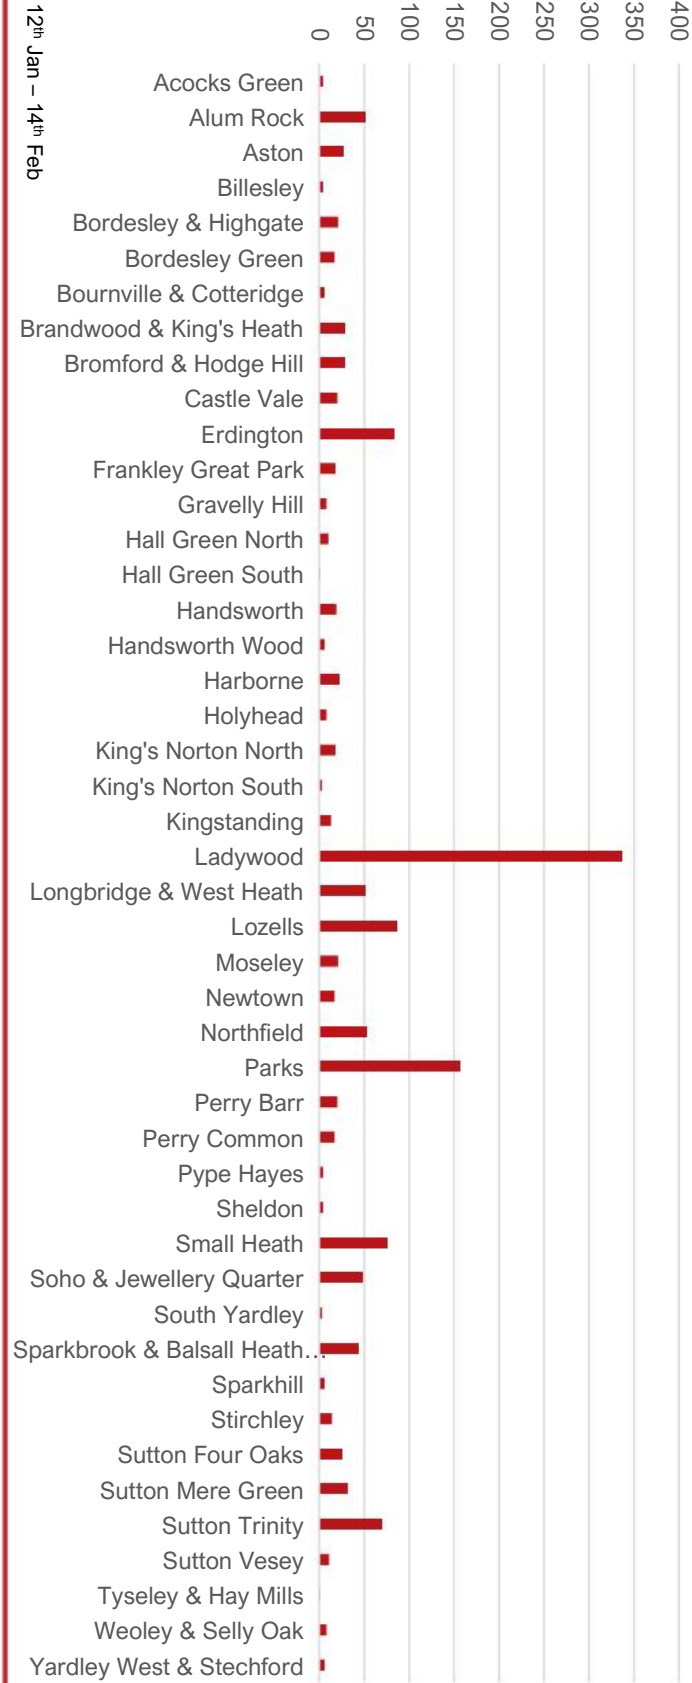 400
350
300
250
200
150
100
50
0
Acocks Green
Alum Rock
Aston
Billesley
Bordesley & Highgate
Bordesley Green
Bournville & Cotteridge
Brandwood & King's Heath
Bromford & Hodge Hill
Castle Vale
Erdington
Frankley Great Park
Gravelly Hill
Hall Green North
Hall Green South
Handsworth
Handsworth Wood
Harborne
Holyhead
King's Norton North
King's Norton South
Kingstanding
Ladywood
Longbridge & West Heath
Lozells
Moseley
Newtown
Northfield
Parks
Perry Barr
Perry Common
Pype Hayes
Sheldon
Small Heath
Soho & Jewellery Quarter
South Yardley
Sparkbrook & Balsall Heath…
Sparkhill
Stirchley
Sutton Four Oaks
Sutton Mere Green
Sutton Trinity
Sutton Vesey
Tyseley & Hay Mills
Weoley & Selly Oak
Yardley West & Stechford
12th Jan – 14th Feb